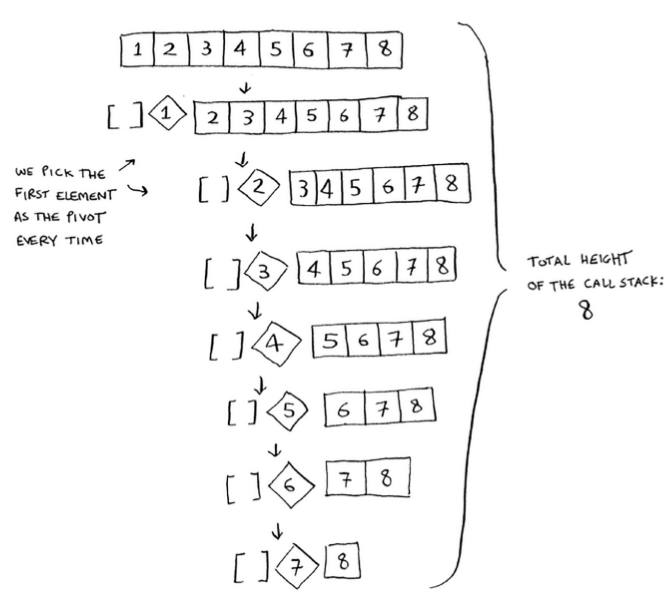 1 2 3 4 5 6 7 8
[ ] 1 2 3 4 5 6 7 8
WE PICK THE
FIRST ELEMENT
AS THE PIVOT
EVERY TIME
[ ] 2 3 4 5 6 7 8
[ ] 3 4 5 6 7 8
TOTAL HEIGHT
OF THE CALL STACK:
8
[ ] 4 5 6 7 8
[ ] 5 6 7 8
[ ] 6 7 8
[ ] 7 8